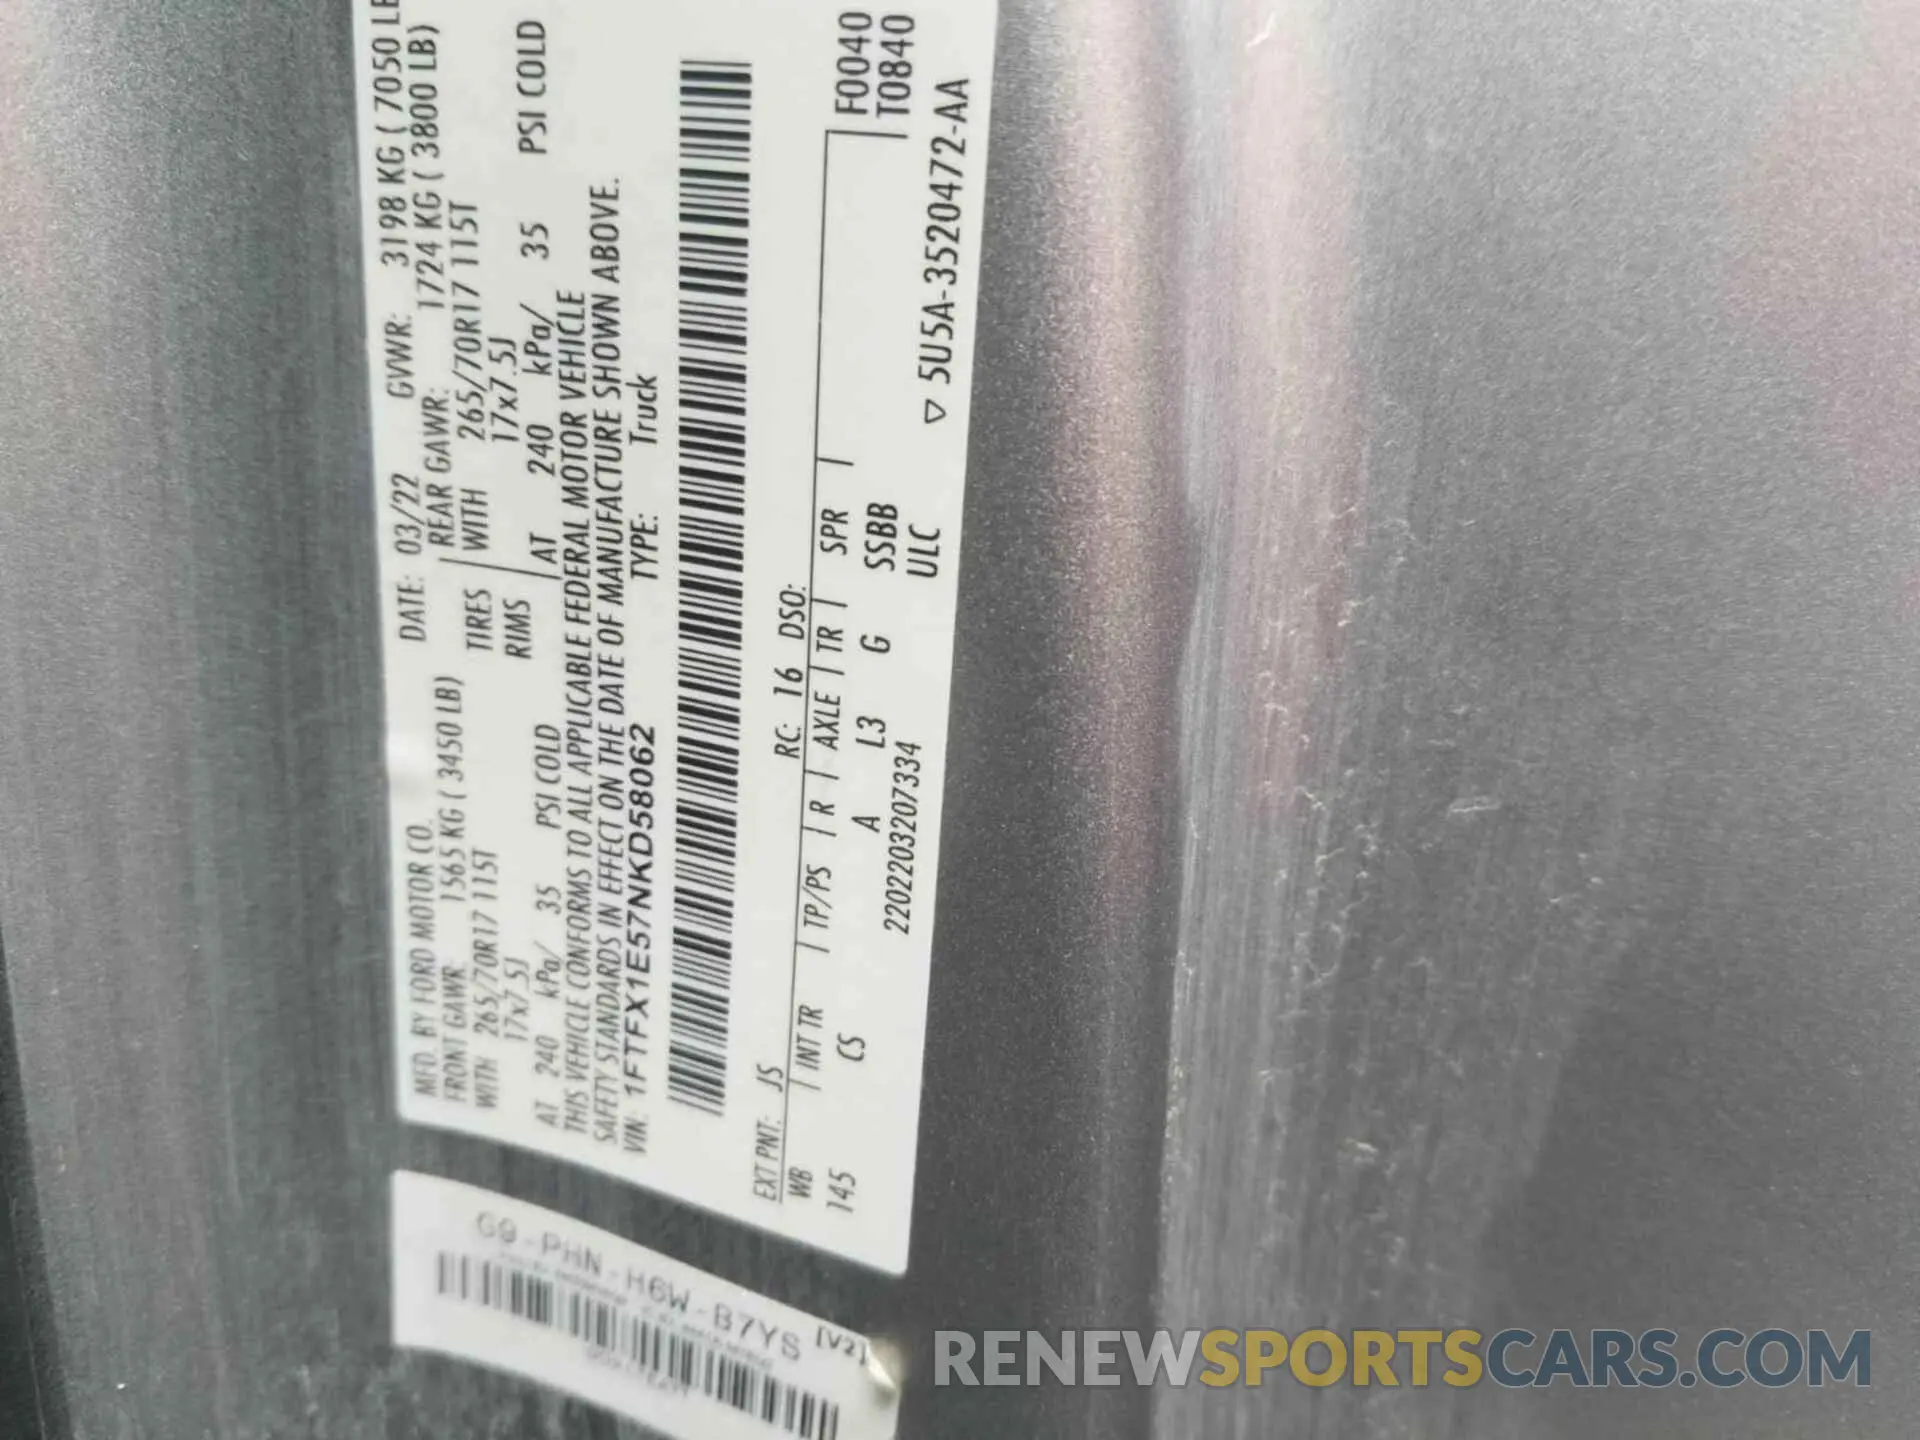 MFD. BY FORD MOTOR CO. DATE: 03/22 GVWR: 3198 KG ( 7050 LB
FRONT GAWR: 1565 KG ( 3450 LB) REAR GAWR: 1724 KG ( 3800 LB)
WITH 265/70R17 115T TIRES WITH 265/70R17 115T
17x7.5J RIMS 17x7.5J
AT 240 kPa/ 35 PSI COLD AT 240 kPa/ 35 PSI COLD
THIS VEHICLE CONFORMS TO ALL APPLICABLE FEDERAL MOTOR VEHICLE
SAFETY STANDARDS IN EFFECT ON THE DATE OF MANUFACTURE SHOWN ABOVE.
VIN: 1FTFX1E57NKD58062 TYPE: Truck
EXT PNT: JS RC: 16 DSO: F0040
WB INT TR TP/PS R AXLE TR SPR T0840
145 CS A L3 G SSBB
2202203207334 ULC
▽ 5U5A-3520472-AA
G9-PHN-H6W-B7YS [V2]
RENEWSPORTSCARS.COM